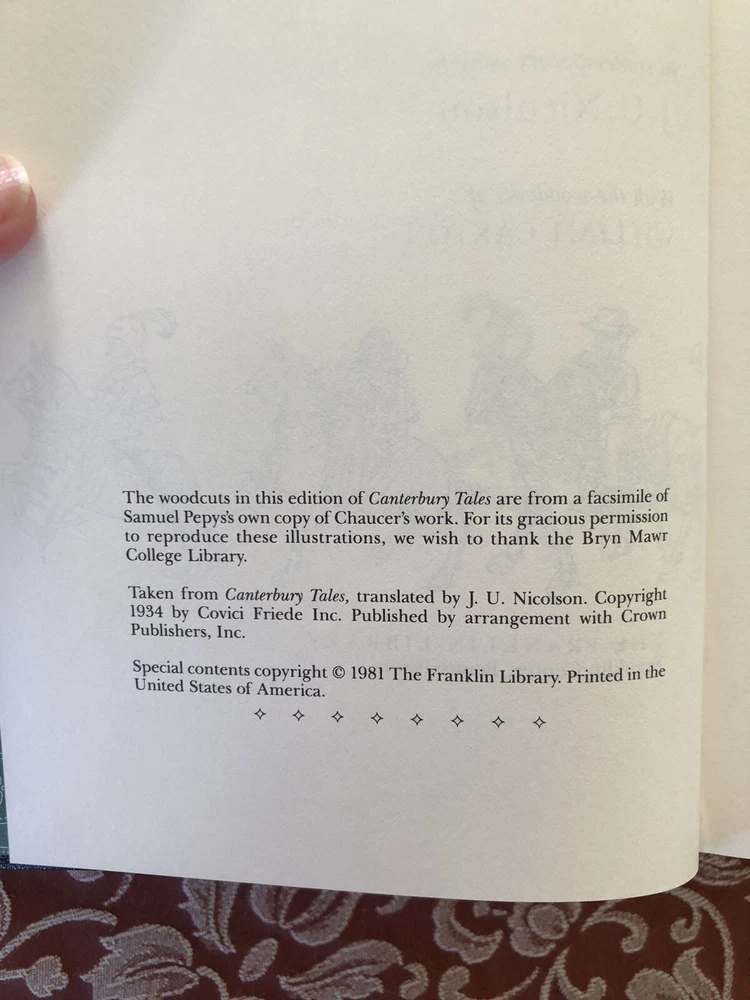 The woodcuts in this edition of Canterbury Tales are from a facsimile of
Samuel Pepys's own copy of Chaucer's work. For its gracious permission
to reproduce these illustrations, we wish to thank the Bryn Mawr
College Library.
Taken from Canterbury Tales, translated by J. U. Nicolson. Copyright
1934 by Covici Friede Inc. Published by arrangement with Crown
Publishers, Inc.
Special contents copyright © 1981 The Franklin Library. Printed in the
United States of America.